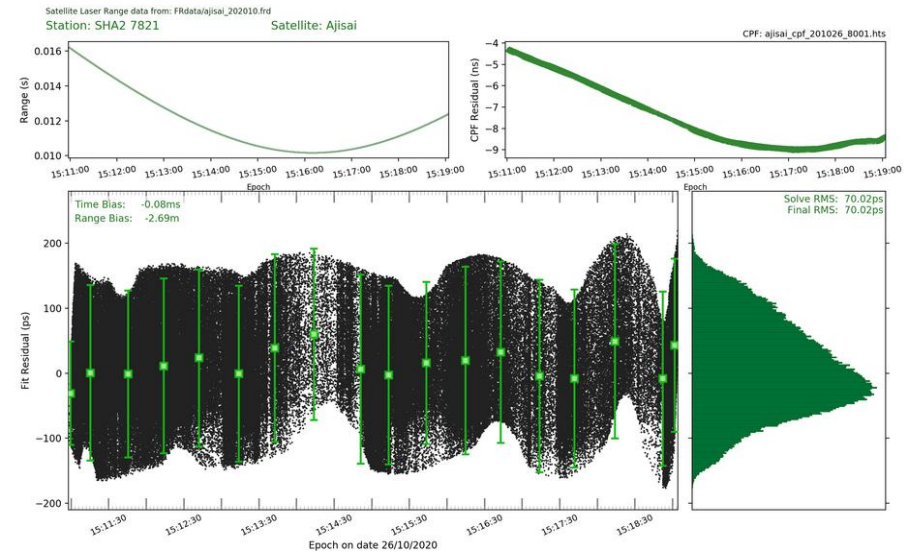 Satellite Laser Range data from: FRdata/ajisai_202010.frd
Station: SHA2 7821 Satellite: Ajisai
CPF: ajisai_cpf_201026_8001.hts
Range (s)
0.016
0.014
0.012
0.010
15:11:00 15:12:00 15:13:00 15:14:00 15:15:00 15:16:00 15:17:00 15:18:00 15:19:00
Epoch
CPF Residual (ns)
−4
−5
−6
−7
−8
−9
15:11:00 15:12:00 15:13:00 15:14:00 15:15:00 15:16:00 15:17:00 15:18:00 15:19:00
Epoch
Time Bias: -0.08ms
Range Bias: -2.69m
Fit Residual (ps)
200
100
0
−100
−200
15:11:30 15:12:30 15:13:30 15:14:30 15:15:30 15:16:30 15:17:30 15:18:30
Epoch on date 26/10/2020
Solve RMS: 70.02ps
Final RMS: 70.02ps